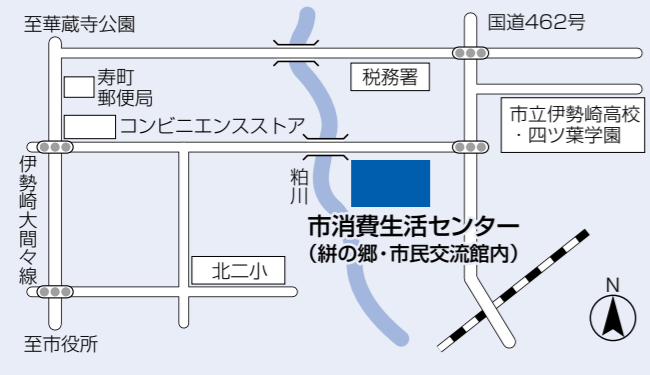 至華蔵寺公園
国道462号
税務署
寿町
郵便局
コンビニエンスストア
市立伊勢崎高校
・四ツ葉学園
伊勢崎大間々線
粕川
市消費生活センター
（絣の郷・市民交流館内）
北二小
N
至市役所